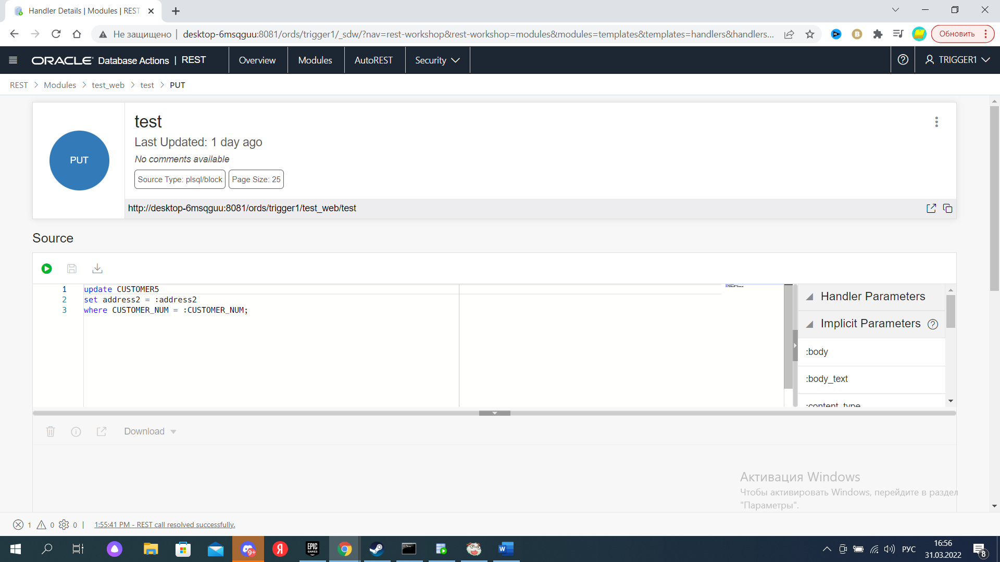 Handler Details | Modules | REST
Не защищено
desktop-6msqguu:8081/ords/trigger1/_sdw/?nav=rest-workshop&rest-workshop=modules&modules=templates&templates=handlers&handlers...
B
Обновить
ORACLE Database Actions | REST
Overview
Modules
AutoREST
Security
TRIGGER1
REST > Modules > test_web > test > PUT
PUT
test
Last Updated: 1 day ago
No comments available
Source Type: plsql/block
Page Size: 25
http://desktop-6msqguu:8081/ords/trigger1/test_web/test
Source
1 update CUSTOMER5
2 set address2 = :address2
3 where CUSTOMER_NUM = :CUSTOMER_NUM;
Handler Parameters
Implicit Parameters
:body
:body_text
:content_type
Download
Активация Windows
Чтобы активировать Windows, перейдите в раздел
"Параметры".
1 0 0 | 1:55:41 PM - REST call resolved successfully.
9+
Я
EPIC
GAMES
W
РУС
16:56
31.03.2022
8